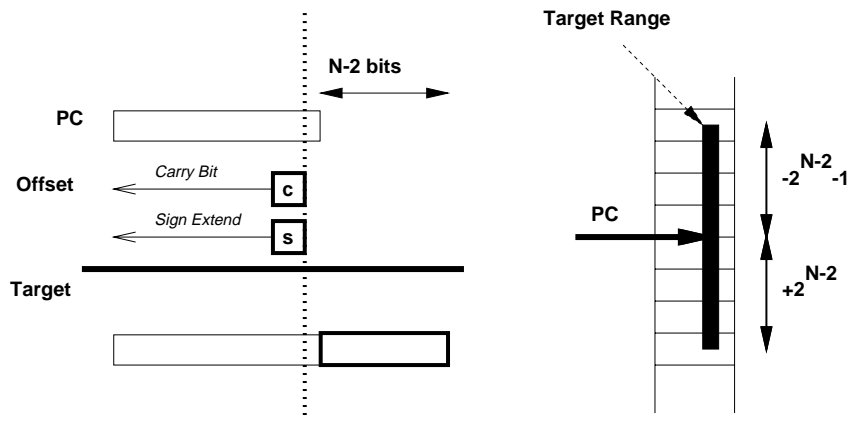 Target Range
N-2 bits
PC
Carry Bit
Offset
c
Sign Extend
s
Target
PC
-2^N-2 -1
+2^N-2